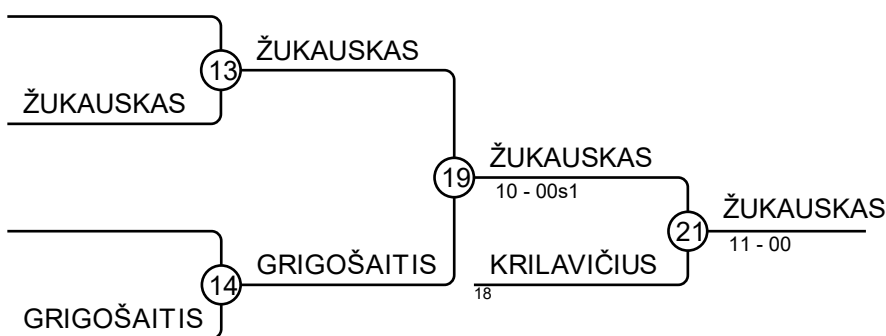 ŽUKAUSKAS
13
ŽUKAUSKAS
19
ŽUKAUSKAS
10 - 00s1
21
ŽUKAUSKAS
11 - 00
14
GRIGOŠAITIS
KRILAVIČIUS
18
GRIGOŠAITIS